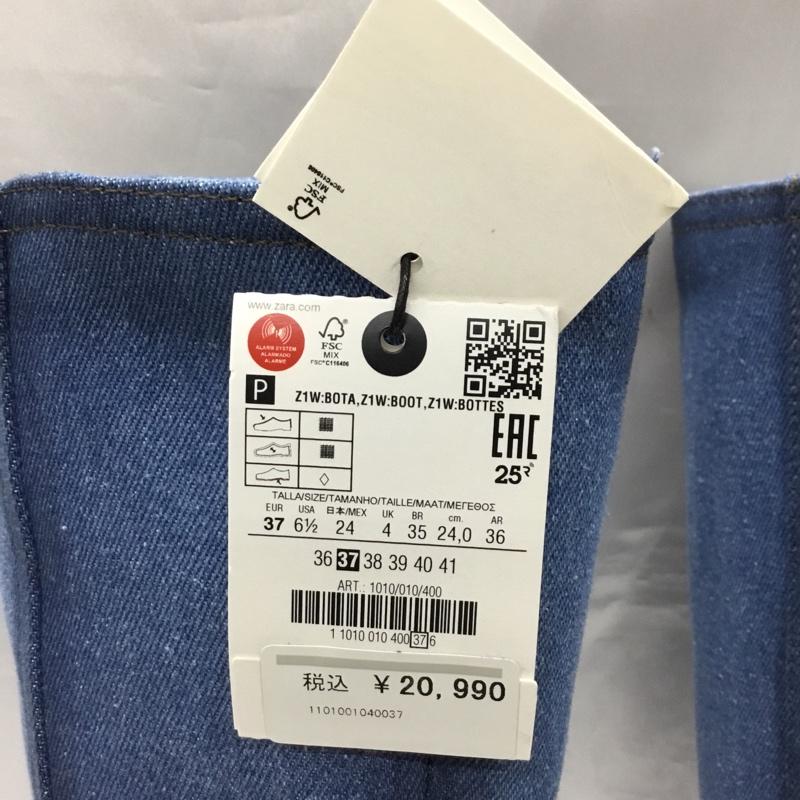 FSC®C116406
MIX
FSC
www.zara.com
ALARM SYSTEM
ALARMADO
ALARME
FSC
MIX
FSC® C116406
P
Z1W:BOTA,Z1W:BOOT,Z1W:BOTTES
EAC
25
TALLA/SIZE/TAMANHO/TAILLE/MAAT/ΜΕΓΕΘΟΣ
EUR USA 日本/MEX UK BR cm. AR
37 6½ 24 4 35 24,0 36
36 37 38 39 40 41
ART.: 1010/010/400
1 1010 010 400 37 6
税込 ¥20,990
1101001040037